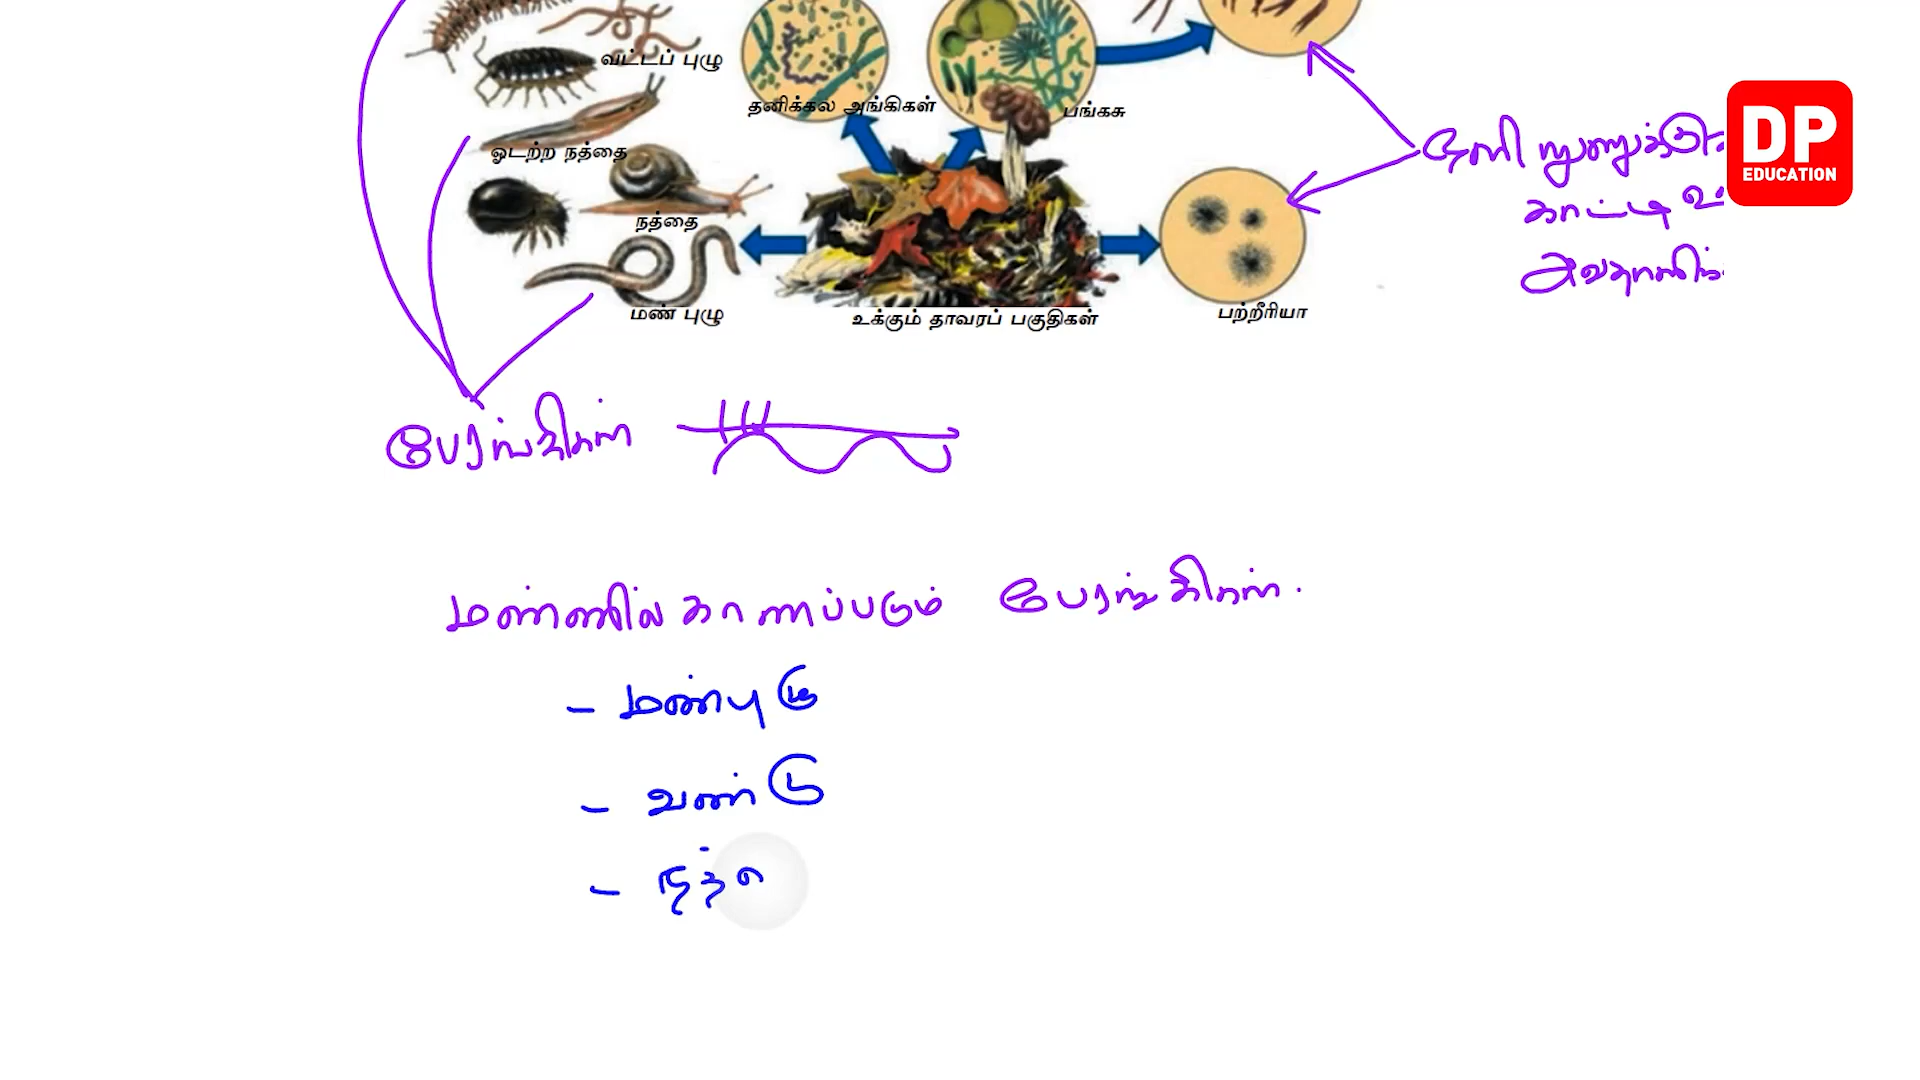 வட்டப் புழு
தனிக்கல அங்கிகள்
பங்கசு
ஓடற்ற நத்தை
நத்தை
மண் புழு
உக்கும் தாவரப் பகுதிகள்
பற்றீரியா
ஒளி நுணுக்கு
காட்டி
DP
EDUCATION
பேரங்கிகள்
மண்ணில் காணப்படும் பேரங்கிகள்.
- மண்புழு
- வண்டு
- நத்